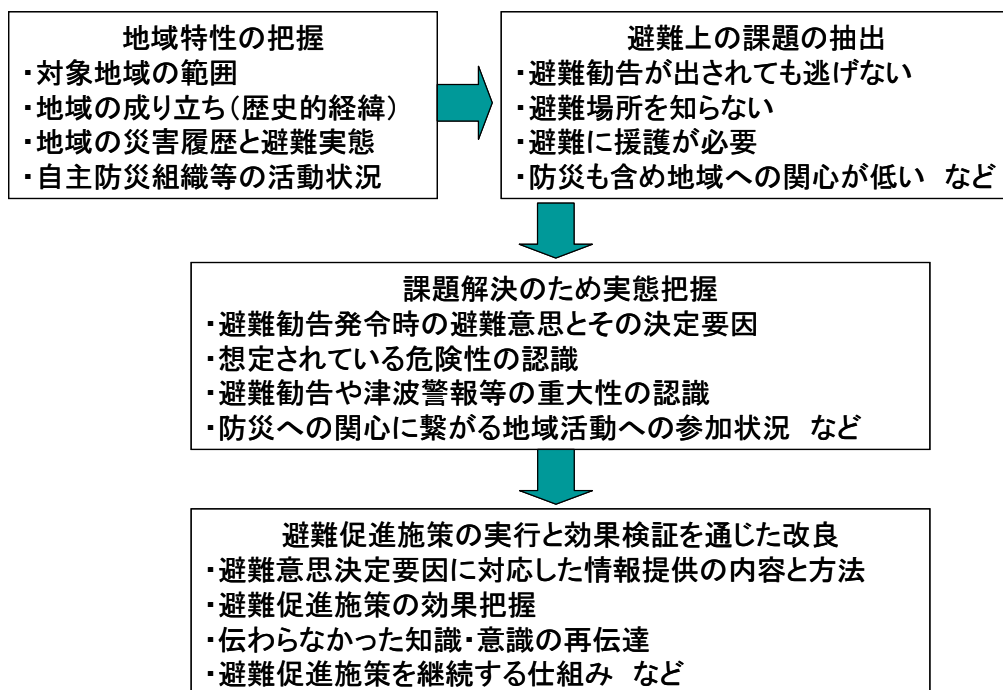 地域特性の把握
・対象地域の範囲
・地域の成り立ち(歴史的経緯)
・地域の災害履歴と避難実態
・自主防災組織等の活動状況
避難上の課題の抽出
・避難勧告が出されても逃げない
・避難場所を知らない
・避難に援護が必要
・防災も含め地域への関心が低い など
課題解決のため実態把握
・避難勧告発令時の避難意思とその決定要因
・想定されている危険性の認識
・避難勧告や津波警報等の重大性の認識
・防災への関心に繋がる地域活動への参加状況 など
避難促進施策の実行と効果検証を通じた改良
・避難意思決定要因に対応した情報提供の内容と方法
・避難促進施策の効果把握
・伝わらなかった知識・意識の再伝達
・避難促進施策を継続する仕組み など